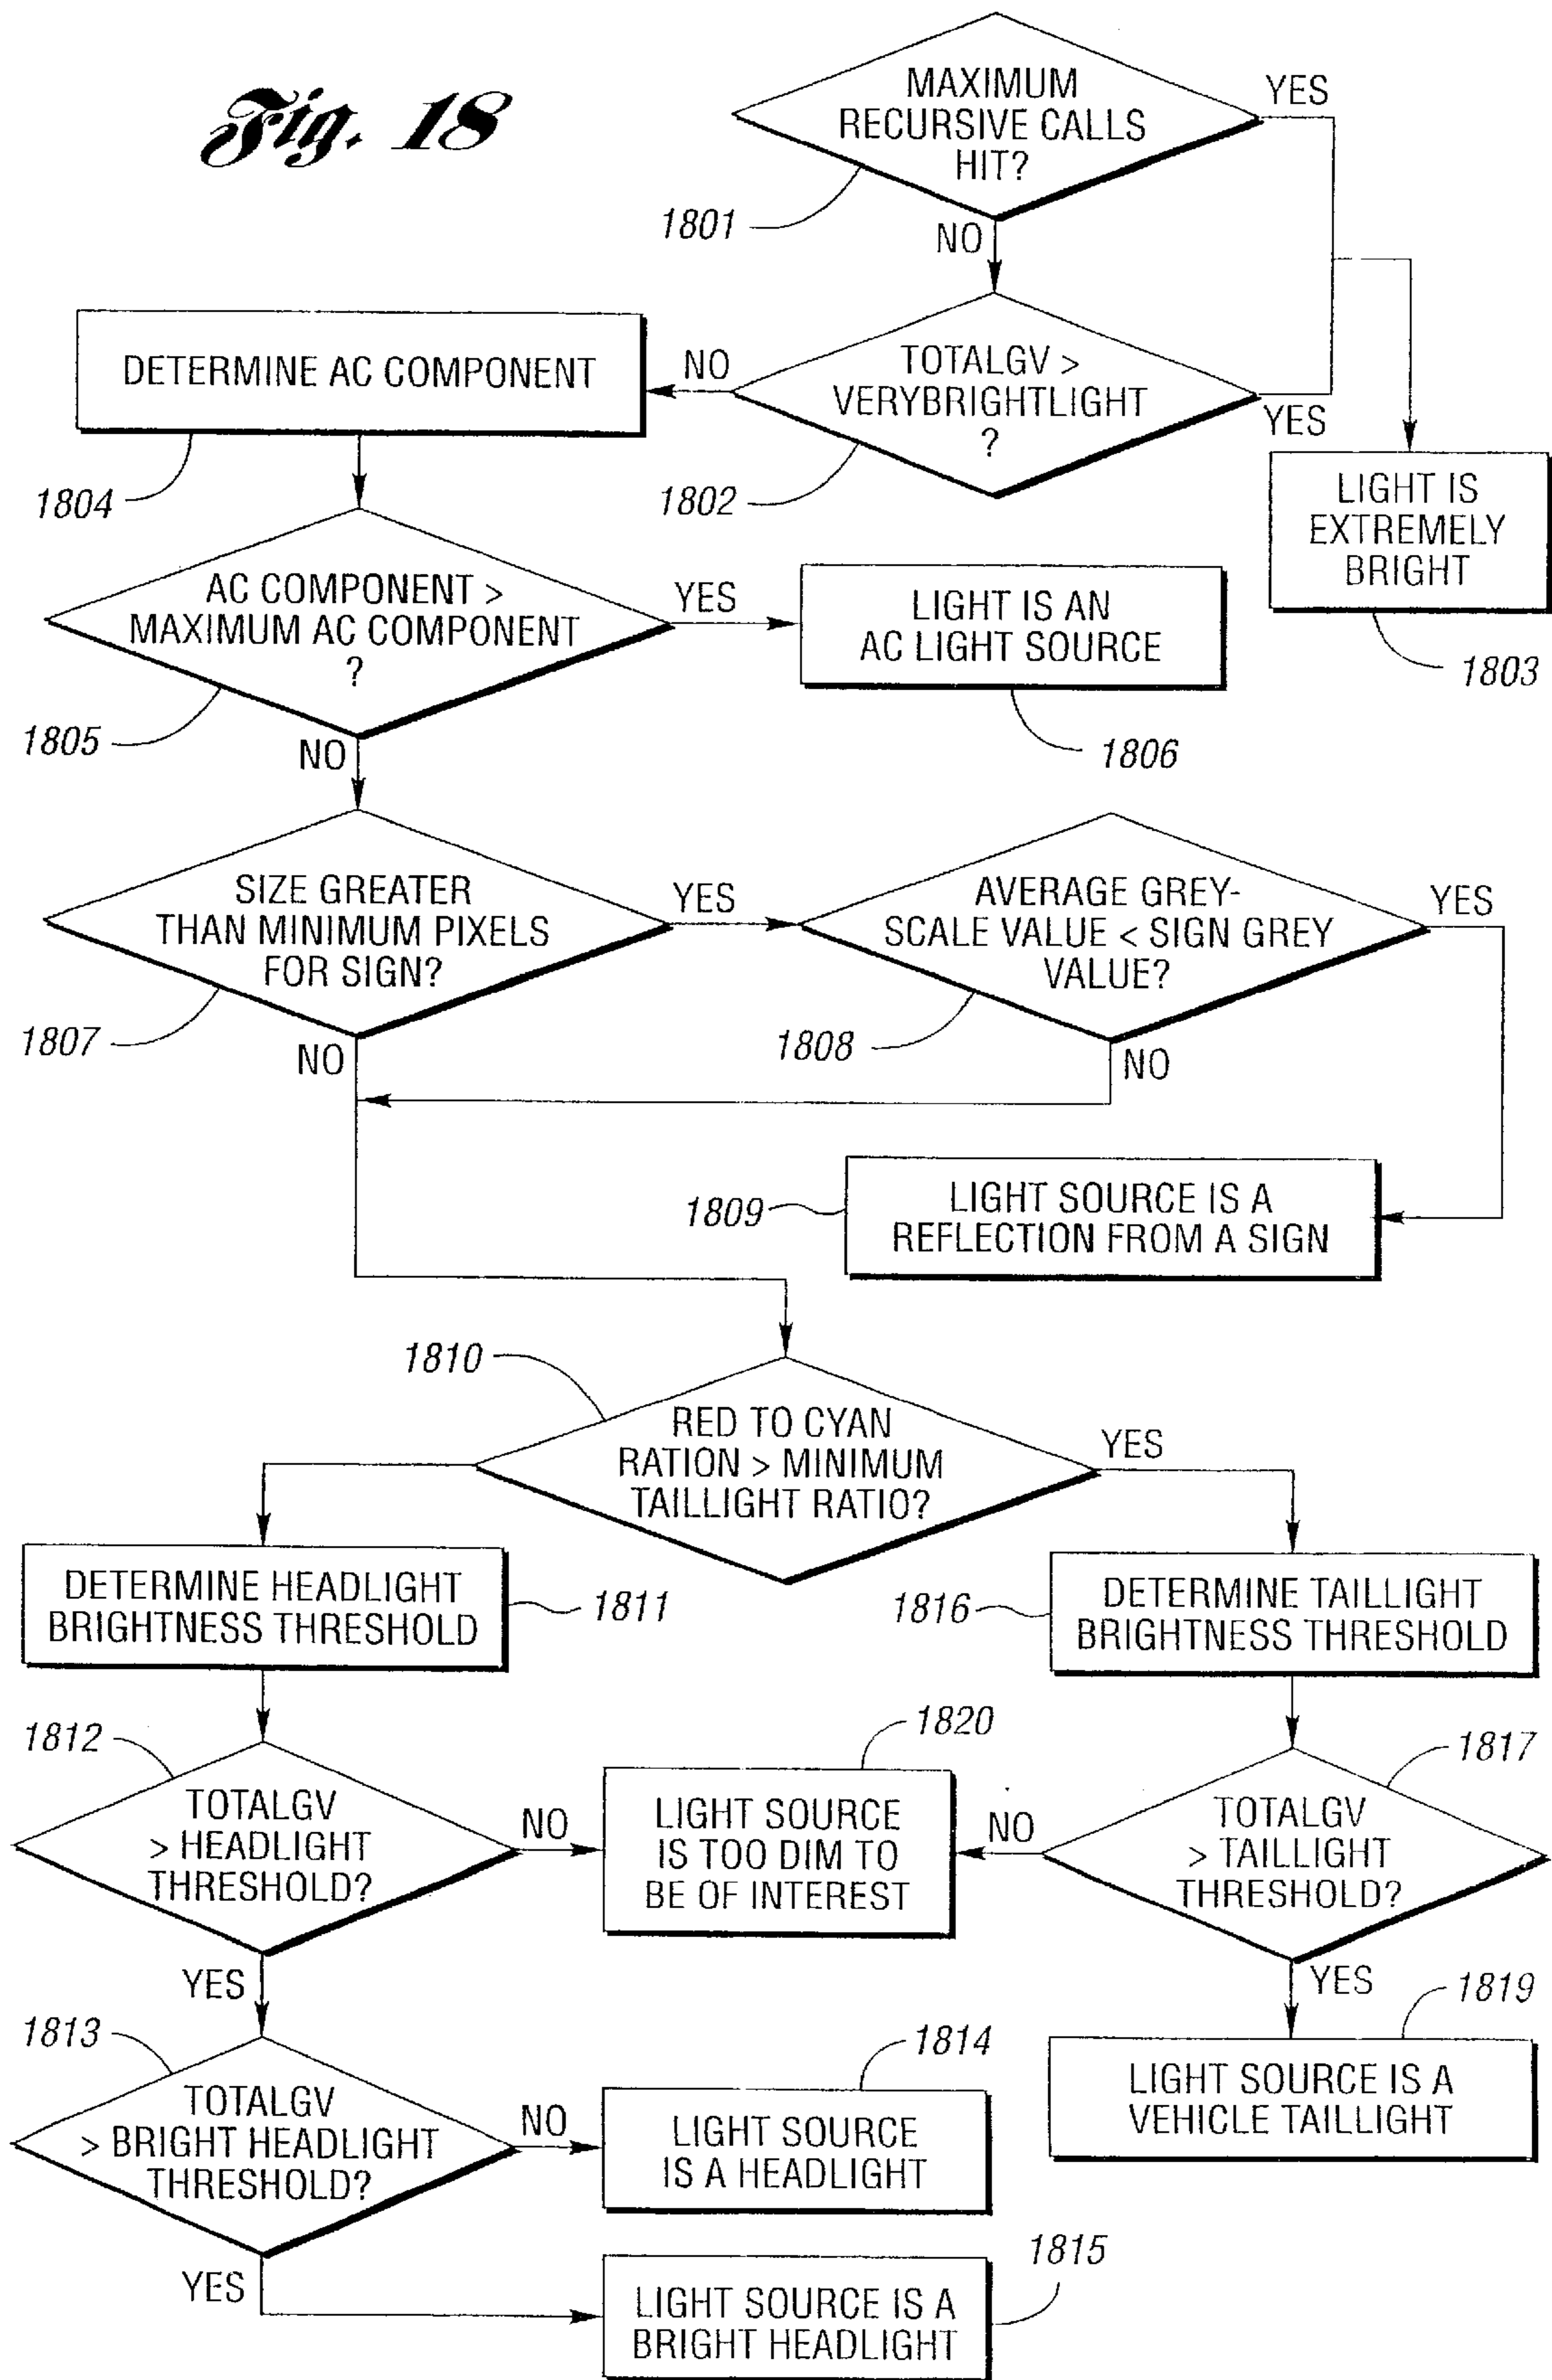 Fig. 18
MAXIMUM
RECURSIVE CALLS
HIT?
YES
1801
NO
DETERMINE AC COMPONENT
NO
TOTALGV >
VERYBRIGHTLIGHT
?
YES
1804
1802
LIGHT IS
EXTREMELY
BRIGHT
1803
AC COMPONENT >
MAXIMUM AC COMPONENT
?
YES
LIGHT IS AN
AC LIGHT SOURCE
1805
NO
1806
SIZE GREATER
THAN MINIMUM PIXELS
FOR SIGN?
YES
AVERAGE GREY-
SCALE VALUE < SIGN GREY
VALUE?
YES
1807
NO
1808
NO
1809
LIGHT SOURCE IS A
REFLECTION FROM A SIGN
1810
RED TO CYAN
RATION > MINIMUM
TAILLIGHT RATIO?
YES
DETERMINE HEADLIGHT
BRIGHTNESS THRESHOLD
1811
1816
DETERMINE TAILLIGHT
BRIGHTNESS THRESHOLD
1812
1820
1817
TOTALGV
> HEADLIGHT
THRESHOLD?
NO
LIGHT SOURCE
IS TOO DIM TO
BE OF INTEREST
NO
TOTALGV
> TAILLIGHT
THRESHOLD?
YES
YES
1819
1813
1814
TOTALGV
> BRIGHT HEADLIGHT
THRESHOLD?
NO
LIGHT SOURCE
IS A HEADLIGHT
LIGHT SOURCE IS A
VEHICLE TAILLIGHT
YES
1815
LIGHT SOURCE IS A
BRIGHT HEADLIGHT